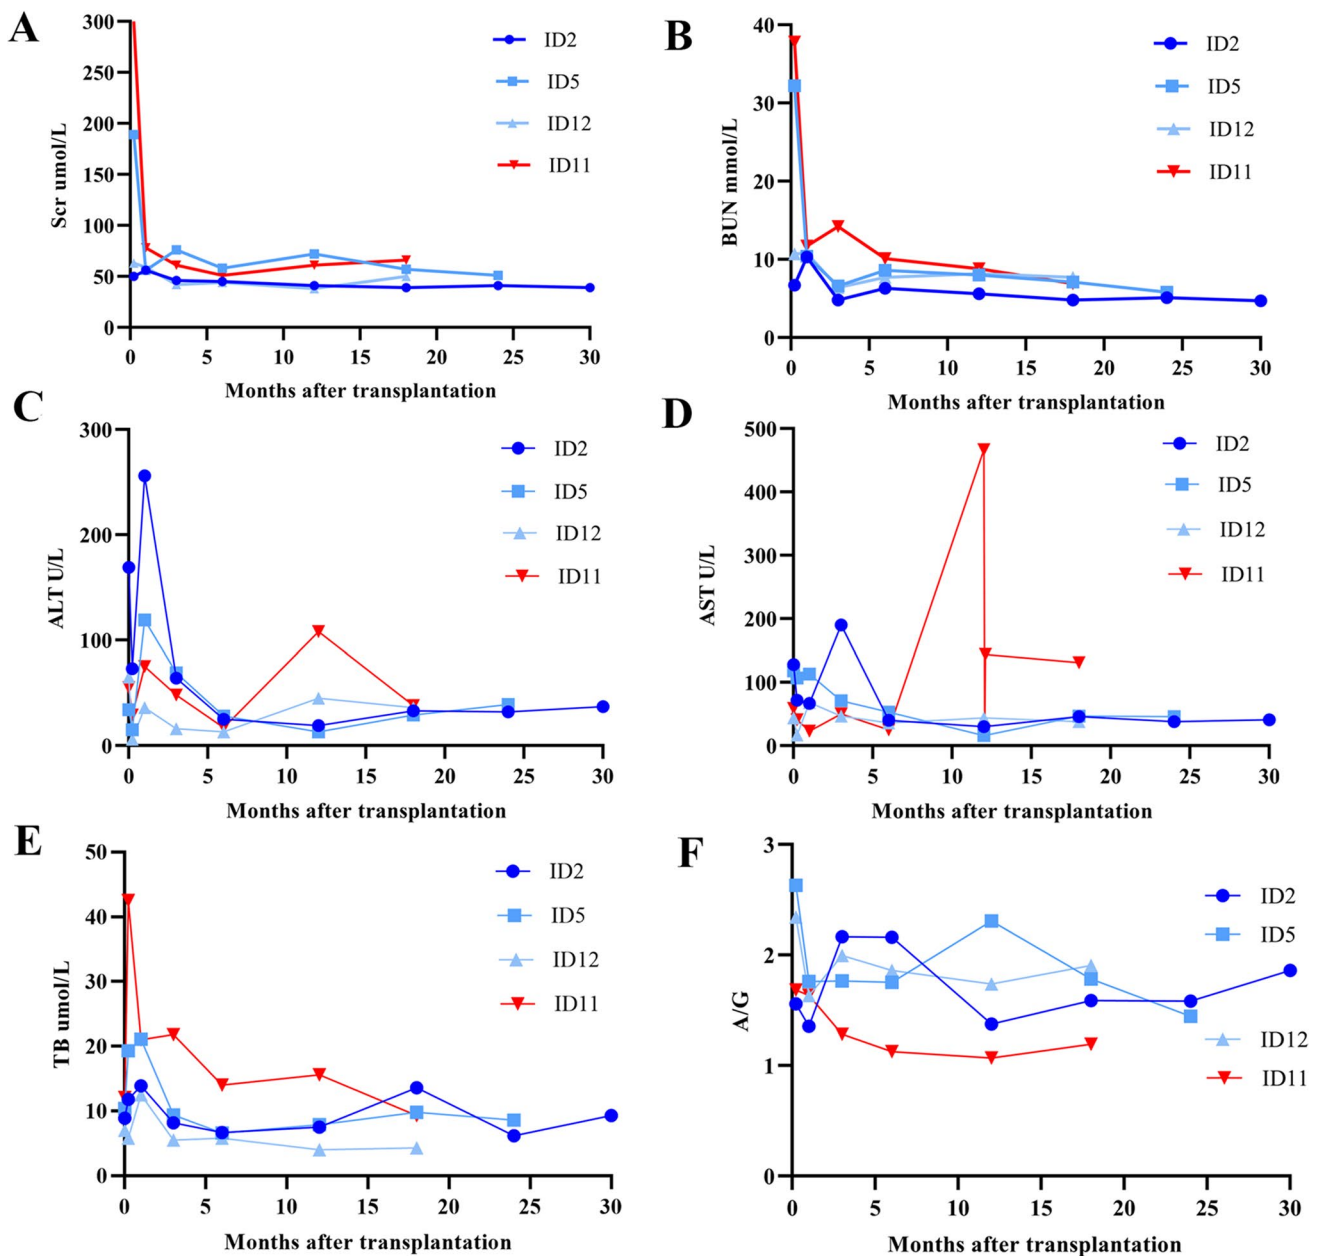 A
Scr umol/L
300
250
200
150
100
50
0
0 5 10 15 20 25 30
Months after transplantation
ID2
ID5
ID12
ID11
B
BUN mmol/L
40
30
20
10
0
0 5 10 15 20 25 30
Months after transplantation
ID2
ID5
ID12
ID11
C
ALT U/L
300
200
100
0
0 5 10 15 20 25 30
Months after transplantation
ID2
ID5
ID12
ID11
D
AST U/L
500
400
300
200
100
0
0 5 10 15 20 25 30
Months after transplantation
ID2
ID5
ID12
ID11
E
TB umol/L
50
40
30
20
10
0
0 5 10 15 20 25 30
Months after transplantation
ID2
ID5
ID12
ID11
F
A/G
3
2
1
0
0 5 10 15 20 25 30
Months after transplantation
ID2
ID5
ID12
ID11